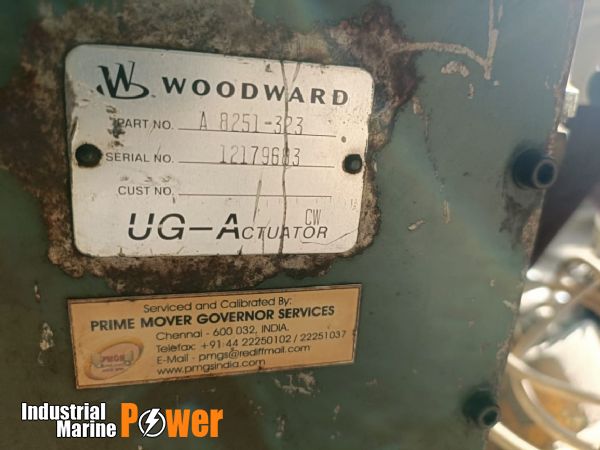 WOODWARD
PART NO. A 8251-323
SERIAL NO. 12179683
CUST NO.
UG-ACTUATOR CW
Serviced and Calibrated By:
PRIME MOVER GOVERNOR SERVICES
Chennai - 600 032, INDIA.
Telefax: +91 44 22250102 / 22251037
E-Mail - pmgs@rediffmail.com
www.pmgsindia.com
PMGS
Industrial
Marine Power